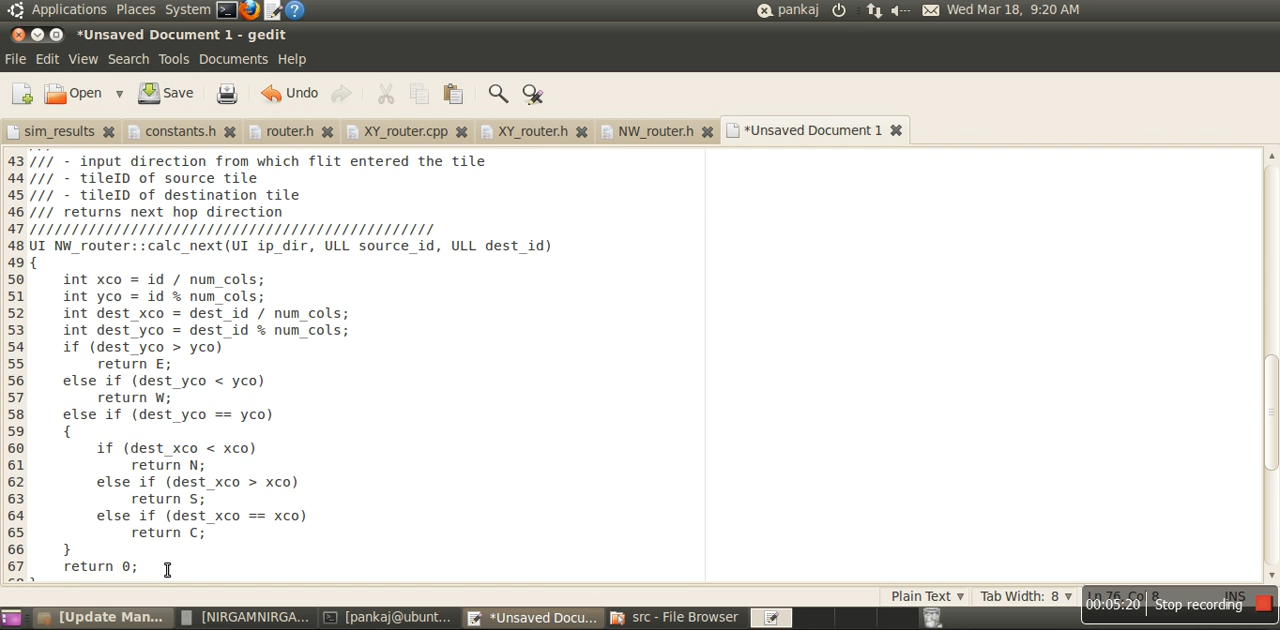 Applications Places System pankaj Wed Mar 18, 9:20 AM
*Unsaved Document 1 - gedit
File Edit View Search Tools Documents Help
Open Save Undo
sim_results constants.h router.h XY_router.cpp XY_router.h NW_router.h *Unsaved Document 1
43 /// - input direction from which flit entered the tile
44 /// - tileID of source tile
45 /// - tileID of destination tile
46 /// returns next hop direction
47 ////////////////////////////////////////////////
48 UI NW_router::calc_next(UI ip_dir, ULL source_id, ULL dest_id)
49 {
50 int xco = id / num_cols;
51 int yco = id % num_cols;
52 int dest_xco = dest_id / num_cols;
53 int dest_yco = dest_id % num_cols;
54 if (dest_yco > yco)
55 return E;
56 else if (dest_yco < yco)
57 return W;
58 else if (dest_yco == yco)
59 {
60 if (dest_xco < xco)
61 return N;
62 else if (dest_xco > xco)
63 return S;
64 else if (dest_xco == xco)
65 return C;
66 }
67 return 0;
Plain Text Tab Width: 8 Ln 76, Col 8 INS
00:05:20 Stop recording
[Update Man... [NIRGAMNIRGA... [pankaj@ubunt... *Unsaved Docu... src - File Browser